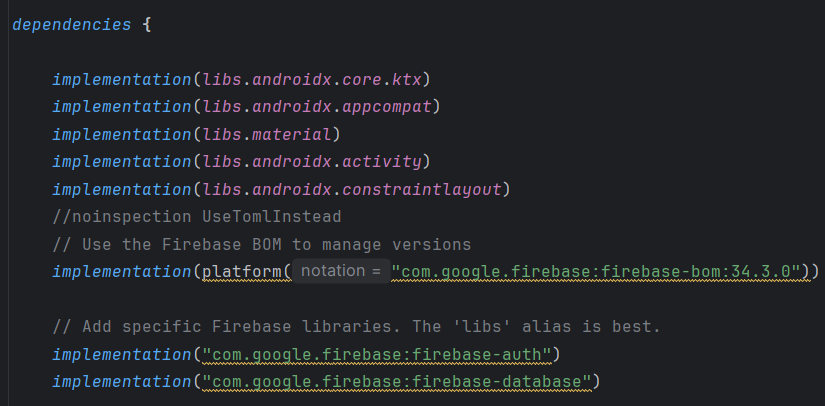 dependencies {
implementation(libs.androidx.core.ktx)
implementation(libs.androidx.appcompat)
implementation(libs.material)
implementation(libs.androidx.activity)
implementation(libs.androidx.constraintlayout)
//noinspection UseTomlInstead
// Use the Firebase BOM to manage versions
implementation(platform( notation = "com.google.firebase:firebase-bom:34.3.0"))
// Add specific Firebase libraries. The 'libs' alias is best.
implementation("com.google.firebase:firebase-auth")
implementation("com.google.firebase:firebase-database")